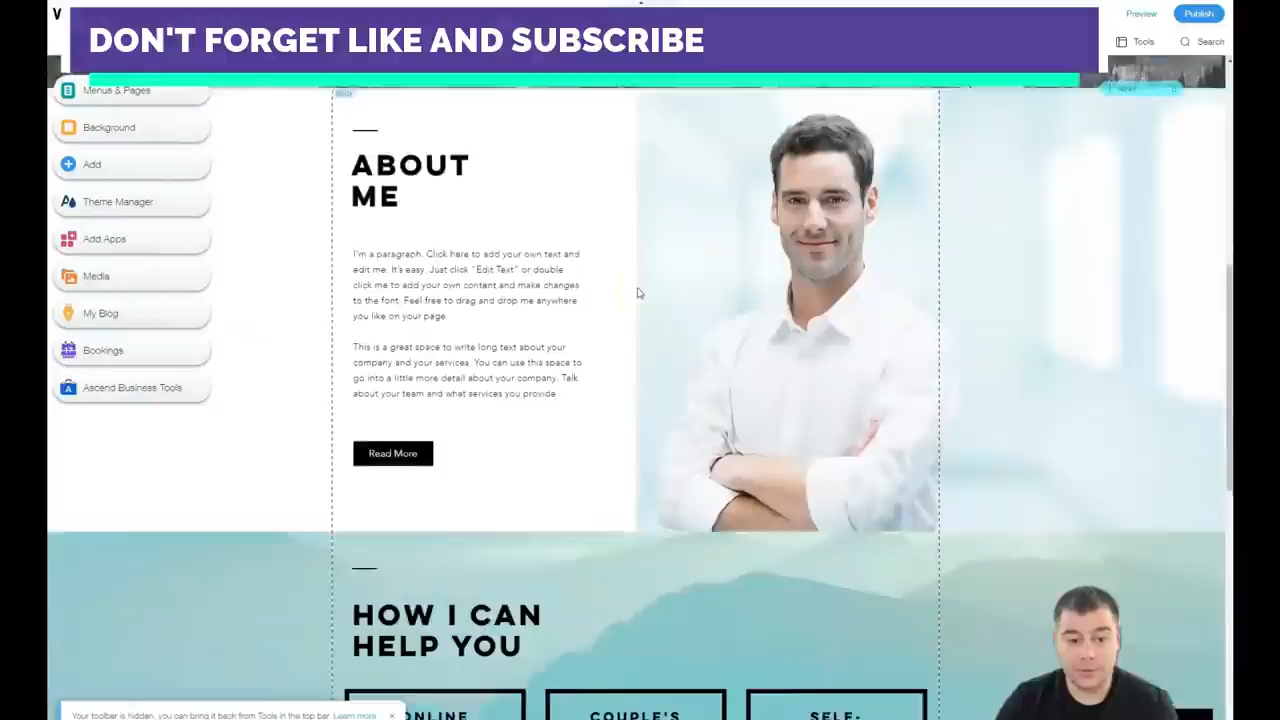 DON'T FORGET LIKE AND SUBSCRIBE
Preview
Publish
Tools
Search
Menus & Pages
Background
Add
Theme Manager
Add Apps
Media
My Blog
Bookings
Ascend Business Tools
ABOUT
ME
I'm a paragraph. Click here to add your own text and
edit me. It's easy. Just click "Edit Text" or double
click me to add your own content and make changes
to the font. Feel free to drag and drop me anywhere
you like on your page.
This is a great space to write long text about your
company and your services. You can use this space to
go into a little more detail about your company. Talk
about your team and what services you provide.
Read More
HOW I CAN
HELP YOU
ONLINE
COUPLE'S
SELF-
Your toolbar is hidden, you can bring it back from Tools in the top bar. Learn more